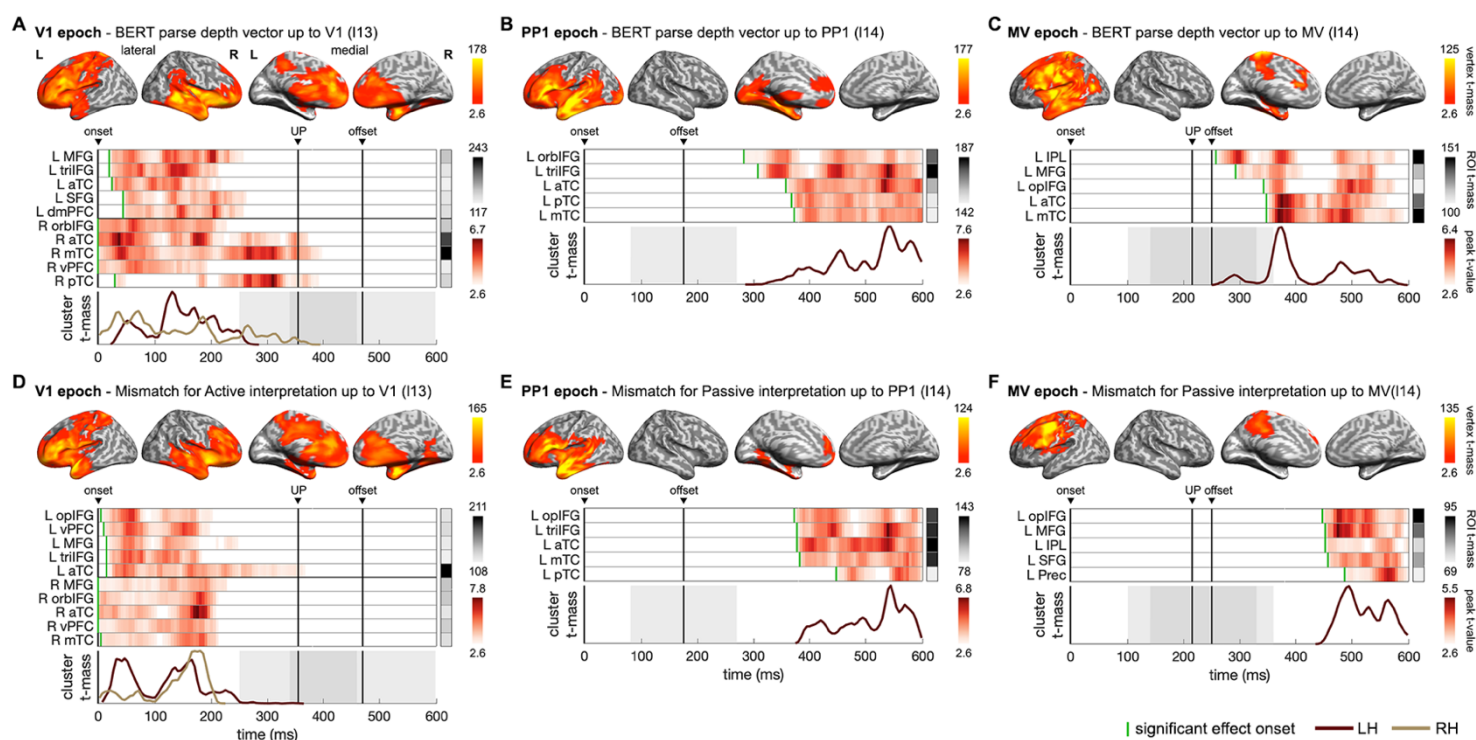 A
V1 epoch - BERT parse depth vector up to V1 (l13)
L lateral R L medial R
178
2.6
onset UP offset
L MFG
L triIFG
L aTC
L SFG
L dmPFC
R orbIFG
R aTC
R mTC
R vPFC
R pTC
243
117
6.7
2.6
cluster
t-mass
0 100 200 300 400 500 600
B
PP1 epoch - BERT parse depth vector up to PP1 (l14)
177
2.6
onset offset
L orbIFG
L triIFG
L aTC
L pTC
L mTC
187
142
7.6
2.6
cluster
t-mass
0 100 200 300 400 500 600
C
MV epoch - BERT parse depth vector up to MV (l14)
125
2.6
vertex t-mass
onset UP offset
L IPL
L MFG
L opIFG
L aTC
L mTC
151
100
ROI t-mass
6.4
2.6
peak t-value
cluster
t-mass
0 100 200 300 400 500 600
D
V1 epoch - Mismatch for Active interpretation up to V1 (l13)
165
2.6
onset UP offset
L opIFG
L vPFC
L MFG
L triIFG
L aTC
R MFG
R orbIFG
R aTC
R vPFC
R mTC
211
108
7.8
2.6
cluster
t-mass
0 100 200 300 400 500 600
time (ms)
E
PP1 epoch - Mismatch for Passive interpretation up to PP1 (l14)
124
2.6
onset offset
L opIFG
L triIFG
L aTC
L mTC
L pTC
143
78
6.8
2.6
cluster
t-mass
0 100 200 300 400 500 600
time (ms)
F
MV epoch - Mismatch for Passive interpretation up to MV(l14)
135
2.6
vertex t-mass
onset UP offset
L opIFG
L MFG
L IPL
L SFG
L Prec
95
69
ROI t-mass
5.5
2.6
peak t-value
cluster
t-mass
0 100 200 300 400 500 600
time (ms)
significant effect onset LH RH